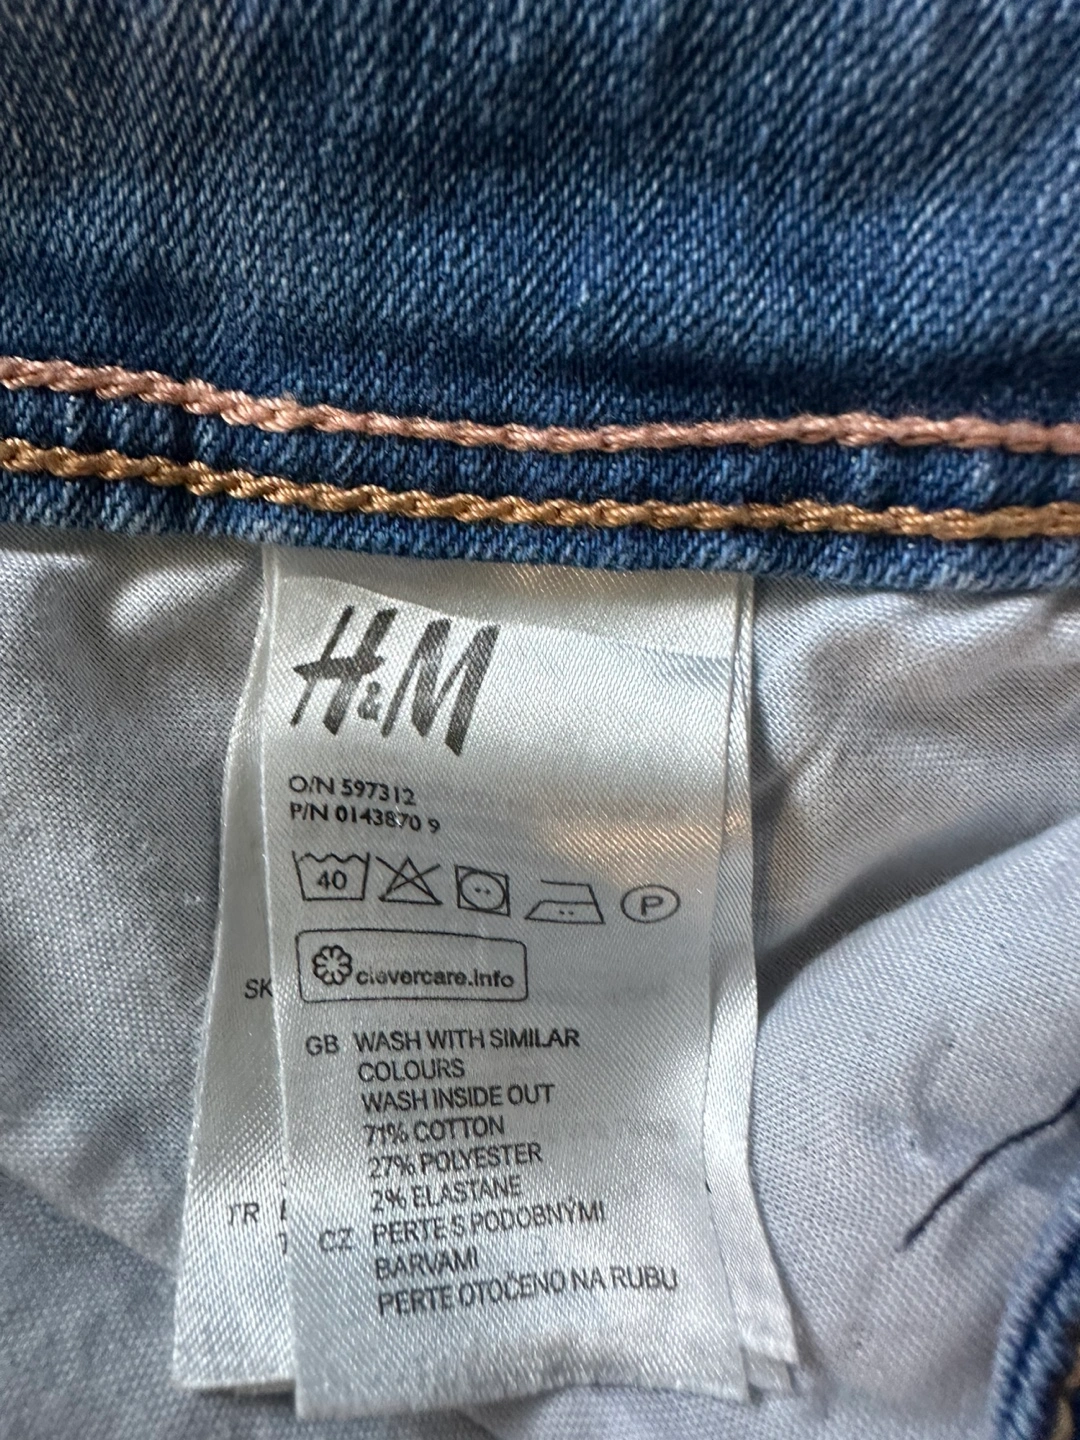 H&M
O/N 597312
P/N 0143870 9
40
P
clevercare.info
SK
GB WASH WITH SIMILAR
COLOURS
WASH INSIDE OUT
71% COTTON
27% POLYESTER
2% ELASTANE
TR
CZ PERTE S PODOBNÝMI
BARVAMI
PERTE OTOČENO NA RUBU